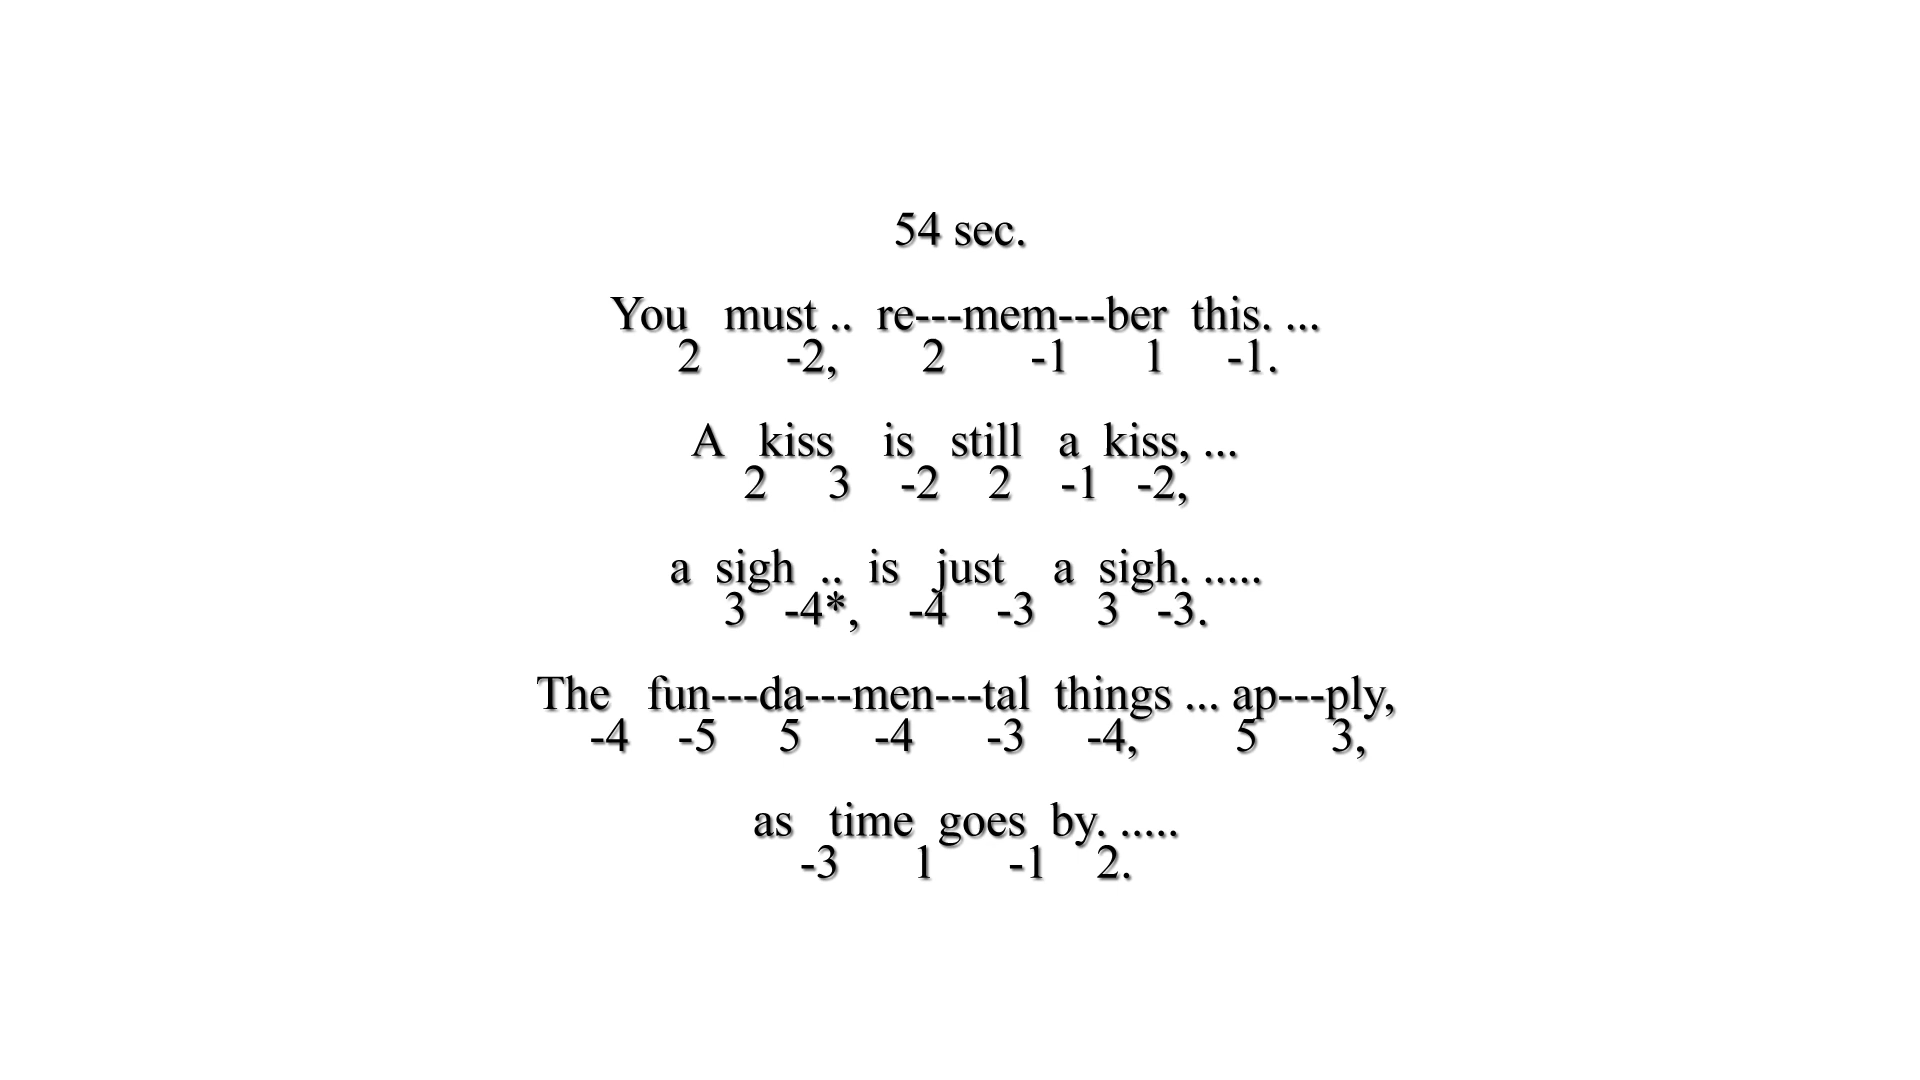 54 sec.
You must .. re---mem---ber this. ...
2 -2, 2 -1 1 -1.
A kiss is still a kiss, ...
2 3 -2 2 -1 -2,
a sigh .. is just a sigh. .....
3 -4*, -4 -3 3 -3.
The fun---da---men---tal things ... ap---ply,
-4 -5 5 -4 -3 -4, 5 3,
as time goes by. .....
-3 1 -1 2.